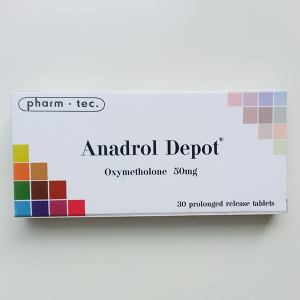 pharm - tec.
Anadrol Depot®
Oxymetholone 50mg
30 prolonged release tablets